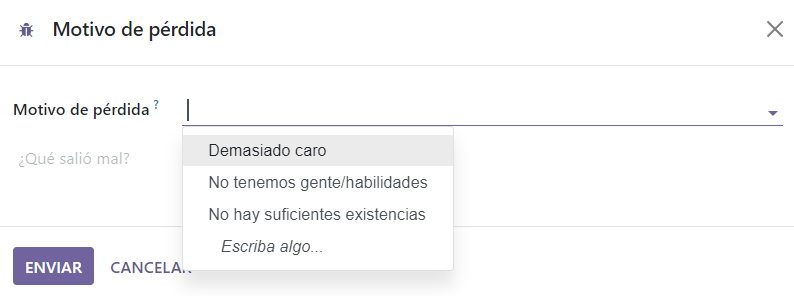 Motivo de pérdida
Motivo de pérdida ?
¿Qué salió mal?
Demasiado caro
No tenemos gente/habilidades
No hay suficientes existencias
Escriba algo...
ENVIAR CANCELAR